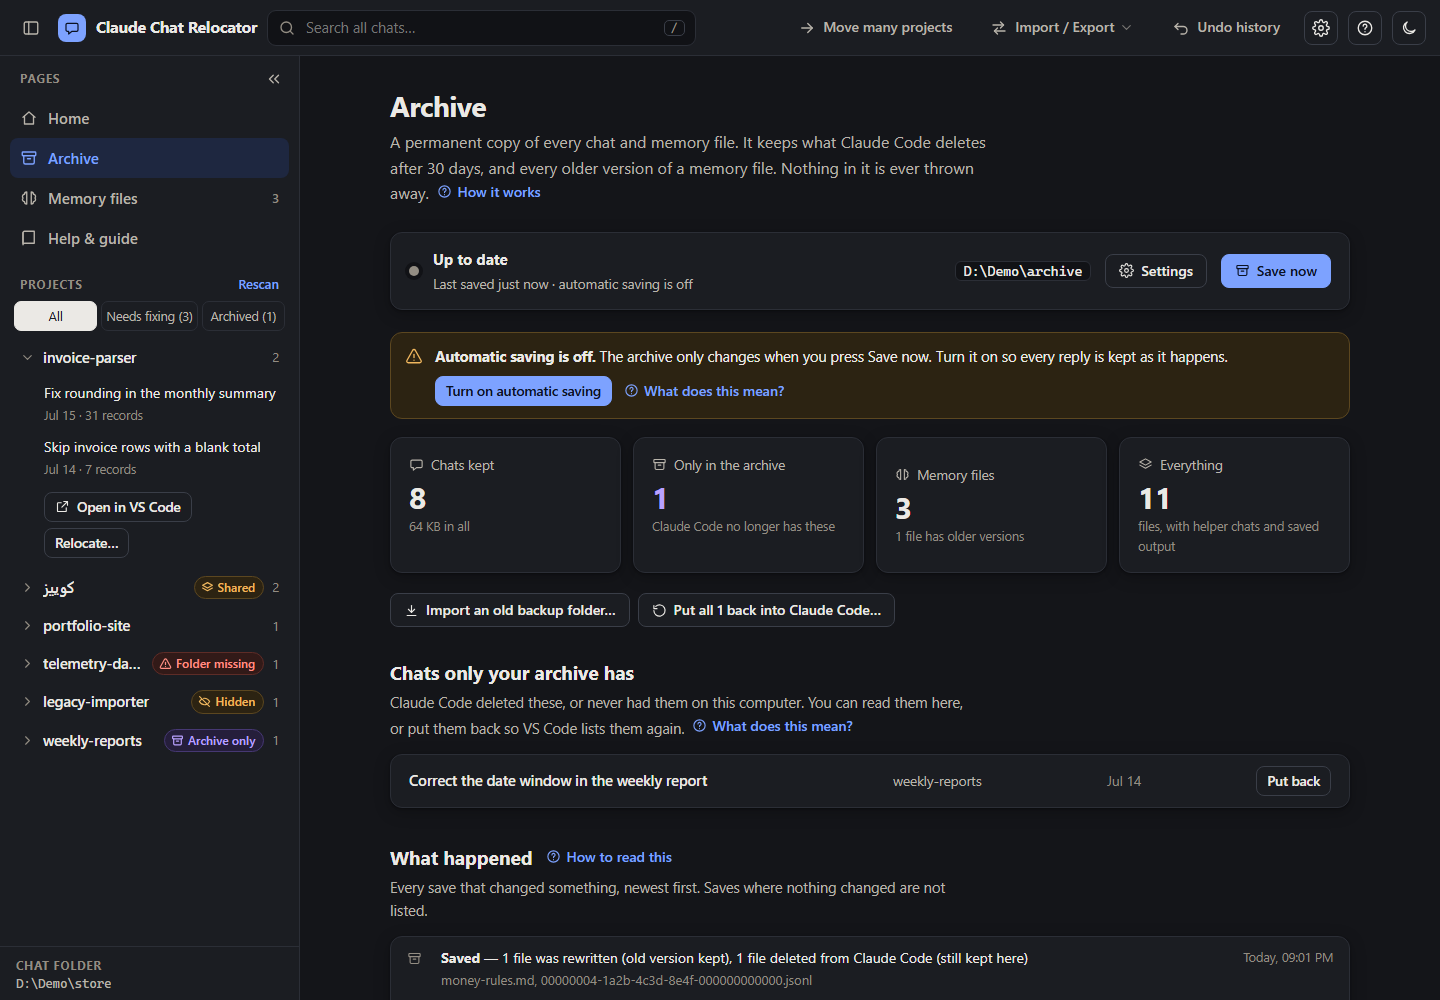 Claude Chat Relocator
Search all chats...
/
Move many projects
Import / Export
Undo history
PAGES
Home
Archive
Memory files
3
Help & guide
PROJECTS
Rescan
All
Needs fixing (3)
Archived (1)
invoice-parser
2
Fix rounding in the monthly summary
Jul 15 · 31 records
Skip invoice rows with a blank total
Jul 14 · 7 records
Open in VS Code
Relocate...
كوييز
Shared
2
portfolio-site
1
telemetry-da...
Folder missing
1
legacy-importer
Hidden
1
weekly-reports
Archive only
1
CHAT FOLDER
D:\Demo\store
Archive
A permanent copy of every chat and memory file. It keeps what Claude Code deletes
after 30 days, and every older version of a memory file. Nothing in it is ever thrown
away.
How it works
Up to date
Last saved just now · automatic saving is off
D:\Demo\archive
Settings
Save now
Automatic saving is off. The archive only changes when you press Save now. Turn it on so every reply is kept as it happens.
Turn on automatic saving
What does this mean?
Chats kept
8
64 KB in all
Only in the archive
1
Claude Code no longer has these
Memory files
3
1 file has older versions
Everything
11
files, with helper chats and saved
output
Import an old backup folder...
Put all 1 back into Claude Code...
Chats only your archive has
Claude Code deleted these, or never had them on this computer. You can read them here,
or put them back so VS Code lists them again.
What does this mean?
Correct the date window in the weekly report
weekly-reports
Jul 14
Put back
What happened
How to read this
Every save that changed something, newest first. Saves where nothing changed are not
listed.
Saved — 1 file was rewritten (old version kept), 1 file deleted from Claude Code (still kept here)
Today, 09:01 PM
money-rules.md, 00000004-1a2b-4c3d-8e4f-000000000000.jsonl